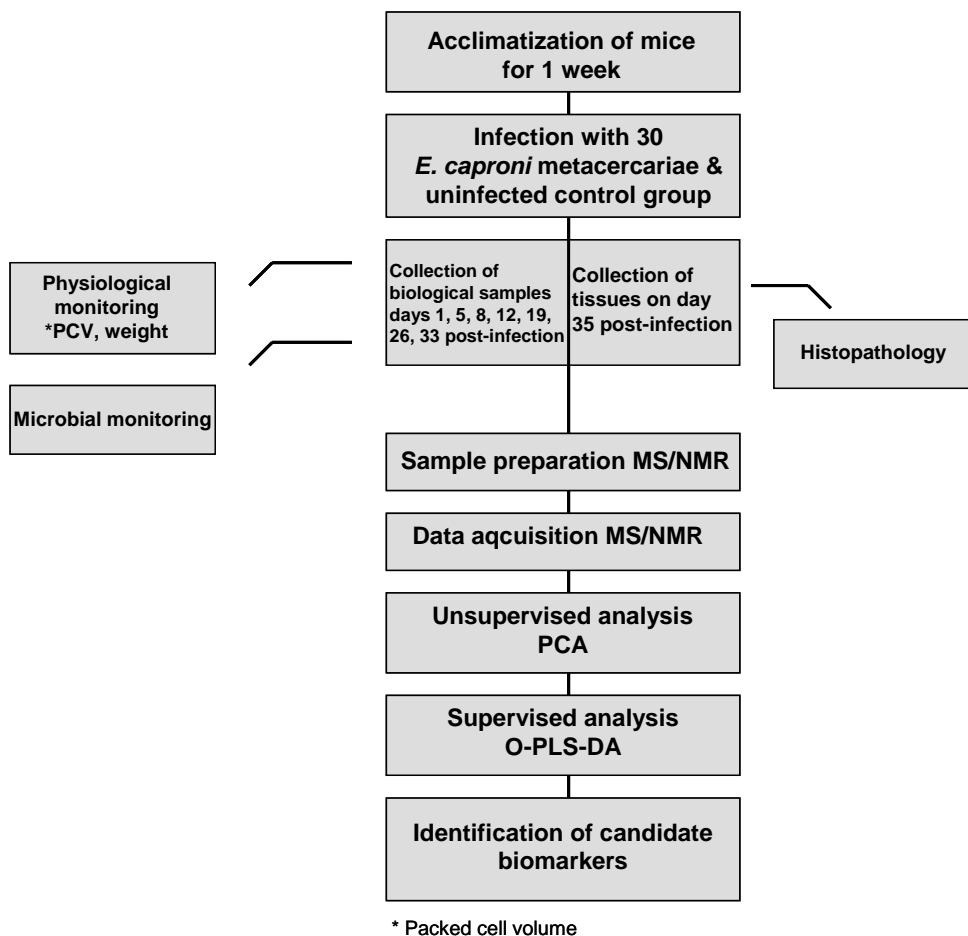 Acclimatization of mice
for 1 week
Infection with 30
E. caproni metacercariae &
uninfected control group
Physiological
monitoring
*PCV, weight
Microbial monitoring
Collection of
biological samples
days 1, 5, 8, 12, 19,
26, 33 post-infection
Collection of
tissues on day
35 post-infection
Histopathology
Sample preparation MS/NMR
Data aqcuisition MS/NMR
Unsupervised analysis
PCA
Supervised analysis
O-PLS-DA
Identification of candidate
biomarkers
* Packed cell volume